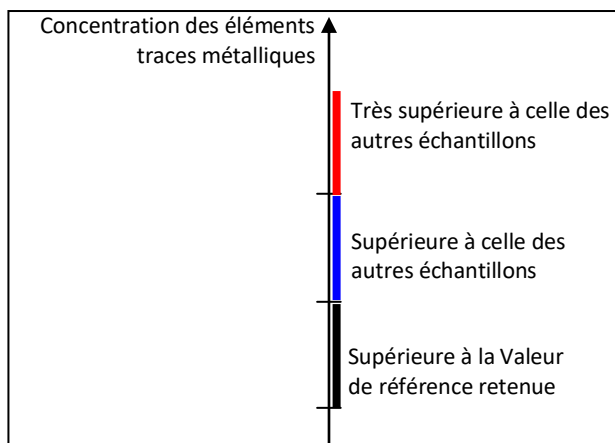 Concentration des éléments
traces métalliques
Très supérieure à celle des
autres échantillons
Supérieure à celle des
autres échantillons
Supérieure à la Valeur
de référence retenue